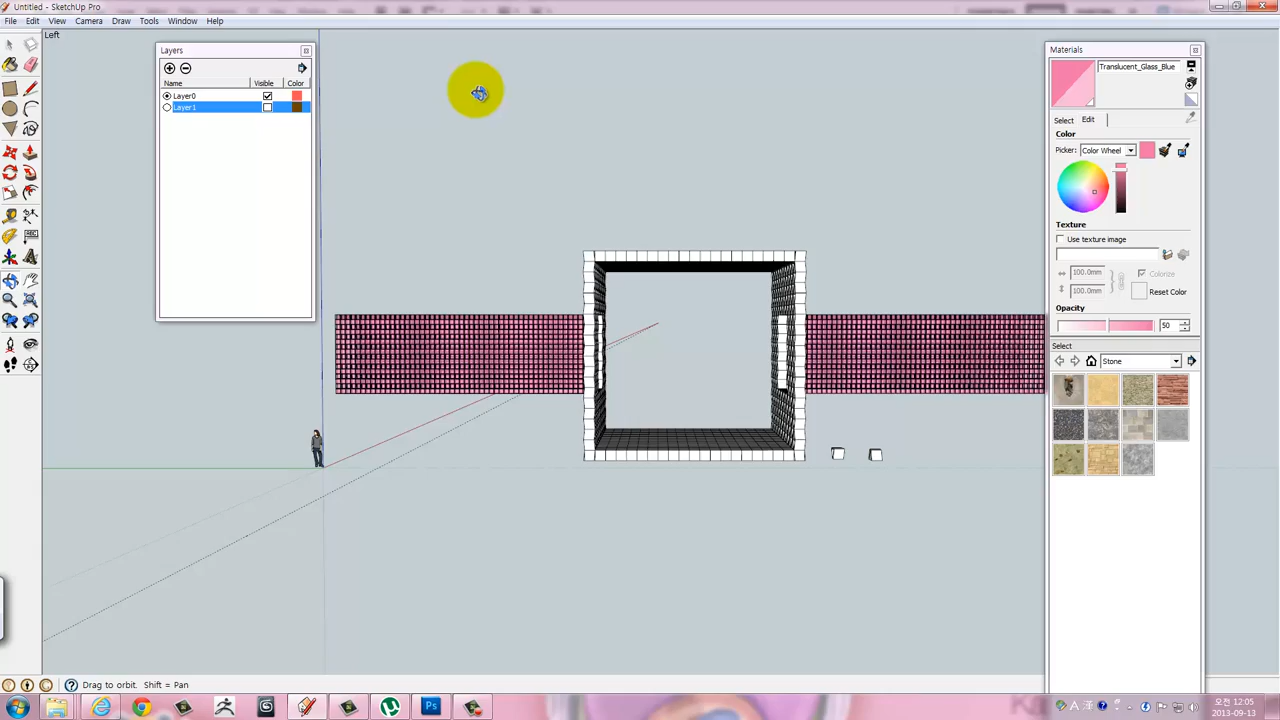 Untitled - SketchUp Pro
File Edit View Camera Draw Tools Window Help
Left
Layers
Name Visible Color
Layer0
Layer1
Materials
Translucent_Glass_Blue
Select Edit
Color
Picker: Color Wheel
Texture
Use texture image
100.0mm
Colorize
100.0mm
Reset Color
Opacity
50
Select
Stone
Drag to orbit. Shift = Pan
Ps
A 漢
오전 12:05
2013-09-13